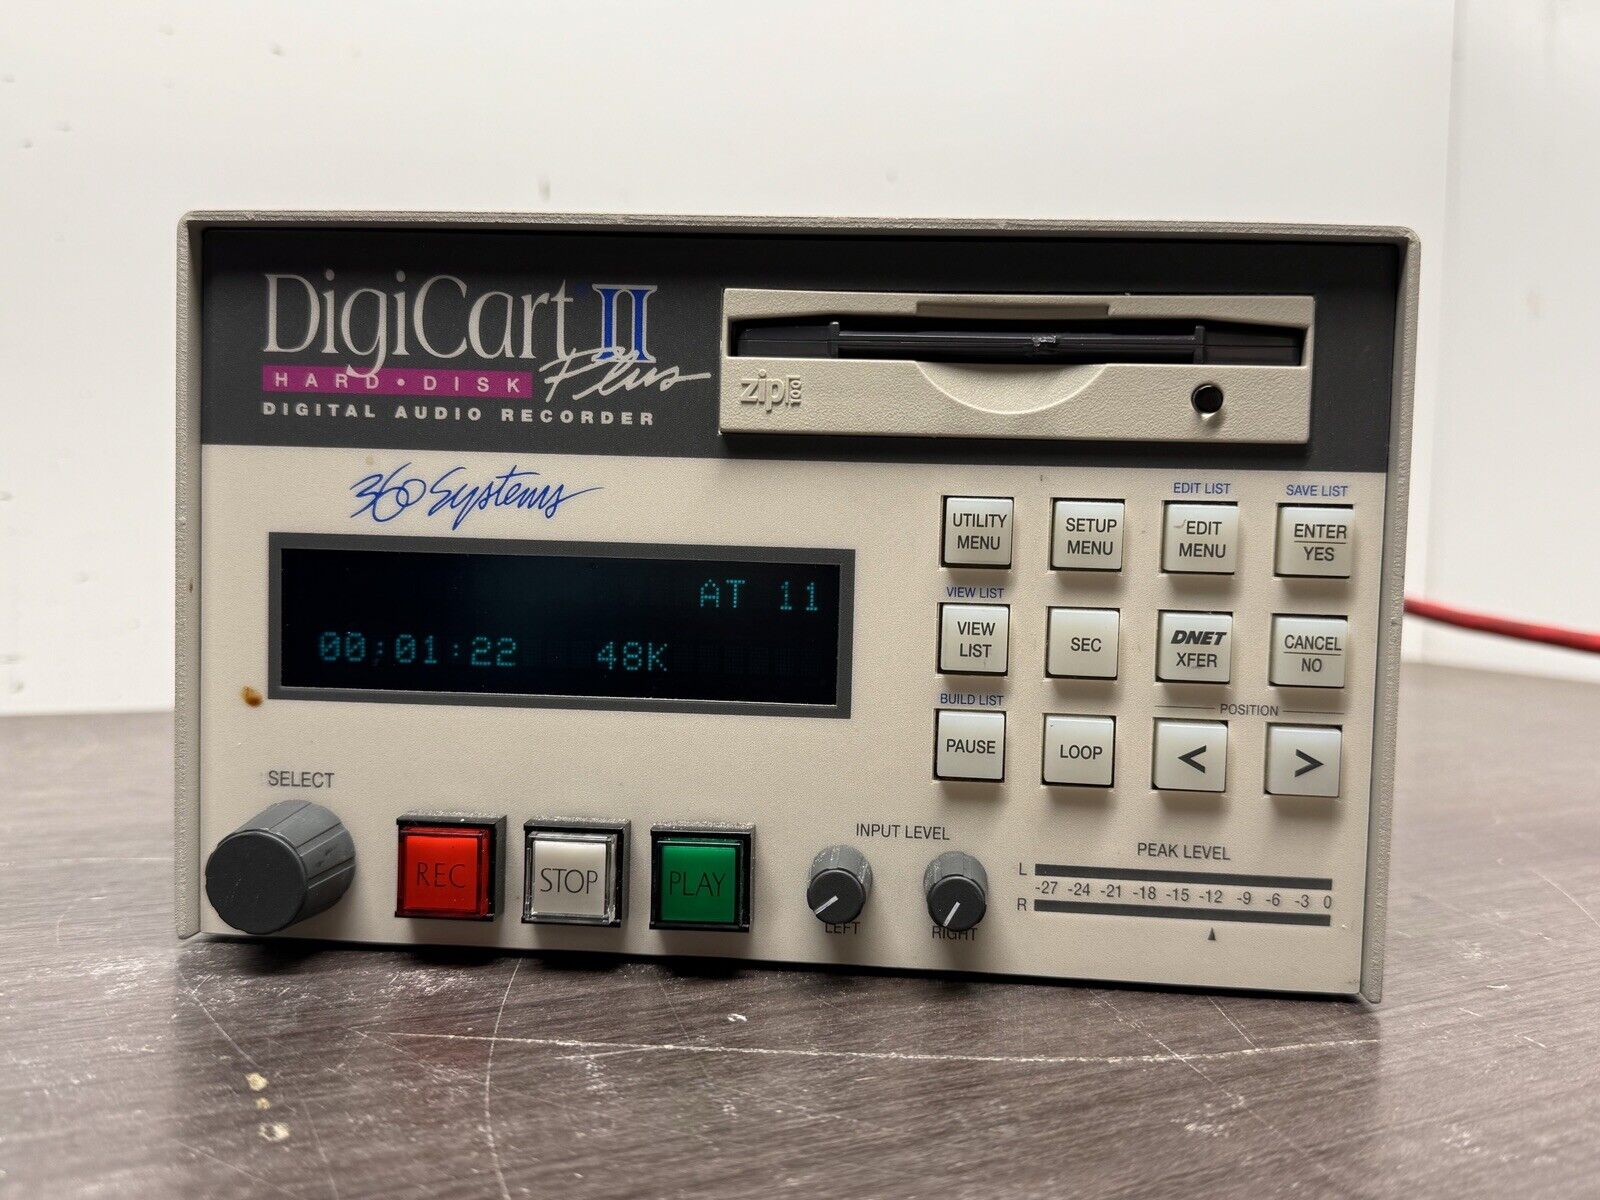 DigiCart II
HARD • DISK Plus
DIGITAL AUDIO RECORDER
zip 100
360 Systems
AT 11
00:01:22 48K
EDIT LIST SAVE LIST
UTILITY MENU SETUP MENU EDIT MENU ENTER YES
VIEW LIST
VIEW LIST SEC DNET XFER CANCEL NO
BUILD LIST POSITION
PAUSE LOOP < >
SELECT
REC STOP PLAY
INPUT LEVEL
LEFT RIGHT
PEAK LEVEL
L
-27 -24 -21 -18 -15 -12 -9 -6 -3 0
R